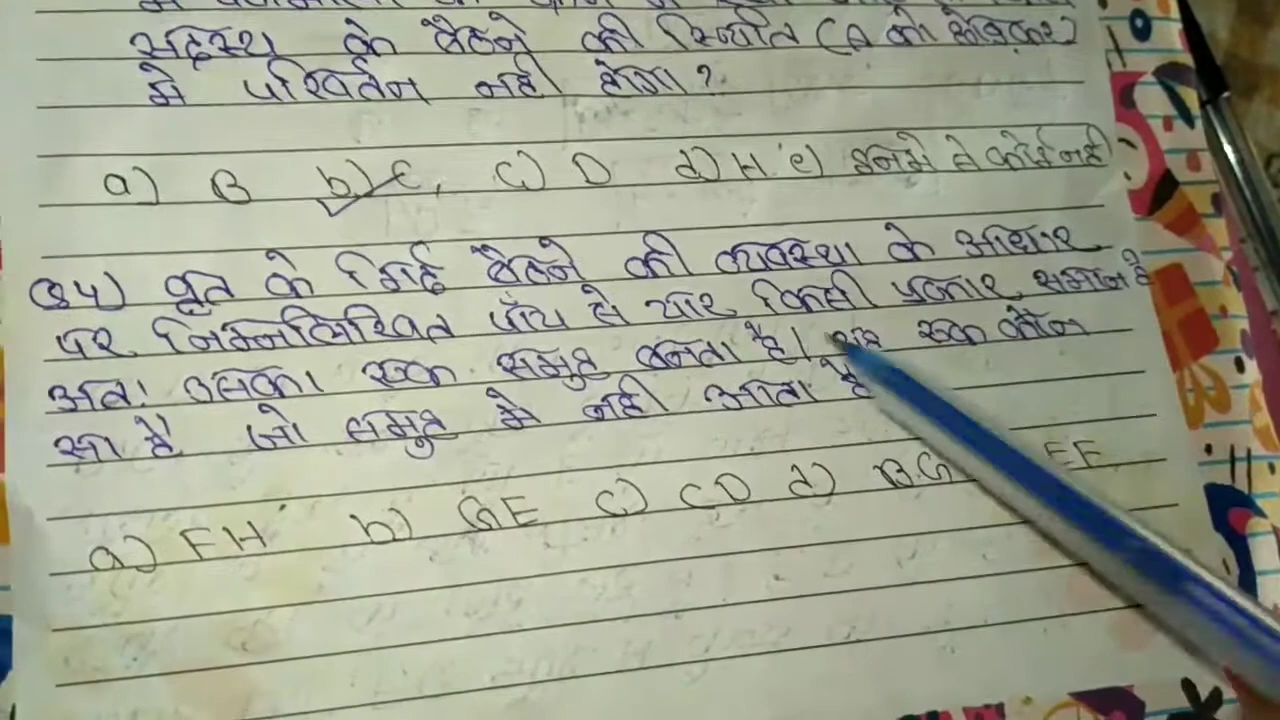 सदस्य के बैठने की स्थिति (A को छोड़कर)
मे परिवर्तन नही होगा?
a) B b) C, c) D d) H e) इनमे से कोई नही
Q4) वृत के गिर्द बैठने की व्यवस्था के आधार
पर निम्नलिखित पाँच से चार किसी प्रकार समान है
अतः उसका एक समुह बनता है। वह एक कौन
सा है जो समुह मे नही आता है
a) FH b) GE c) CD d) BG EF